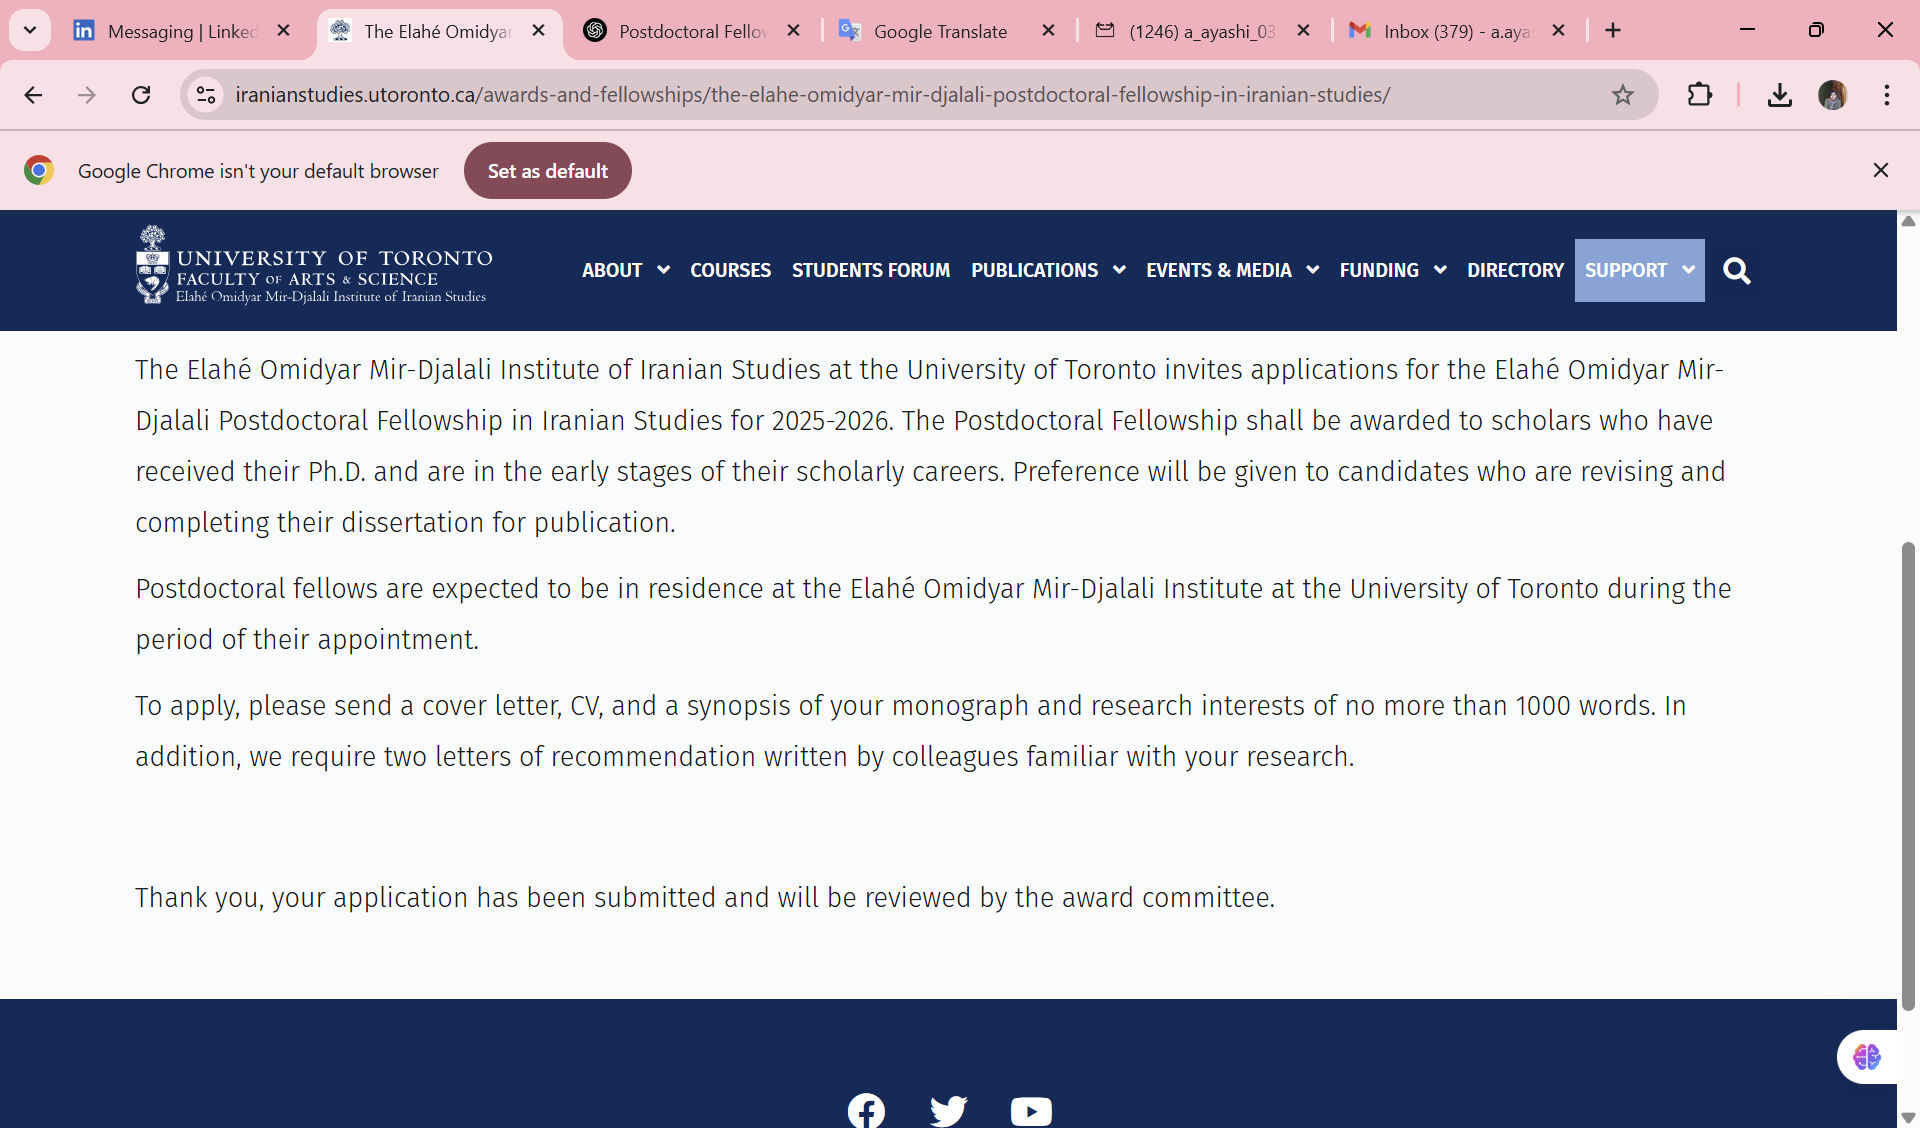 Messaging | Linked
The Elahé Omidyar
Postdoctoral Fellow
Google Translate
(1246) a_ayashi_03
Inbox (379) - a.aya
iranianstudies.utoronto.ca/awards-and-fellowships/the-elahe-omidyar-mir-djalali-postdoctoral-fellowship-in-iranian-studies/
Google Chrome isn't your default browser
Set as default
UNIVERSITY OF TORONTO
FACULTY OF ARTS & SCIENCE
Elahé Omidyar Mir-Djalali Institute of Iranian Studies
ABOUT COURSES STUDENTS FORUM PUBLICATIONS EVENTS & MEDIA FUNDING DIRECTORY SUPPORT
The Elahé Omidyar Mir-Djalali Institute of Iranian Studies at the University of Toronto invites applications for the Elahé Omidyar Mir-
Djalali Postdoctoral Fellowship in Iranian Studies for 2025-2026. The Postdoctoral Fellowship shall be awarded to scholars who have
received their Ph.D. and are in the early stages of their scholarly careers. Preference will be given to candidates who are revising and
completing their dissertation for publication.
Postdoctoral fellows are expected to be in residence at the Elahé Omidyar Mir-Djalali Institute at the University of Toronto during the
period of their appointment.
To apply, please send a cover letter, CV, and a synopsis of your monograph and research interests of no more than 1000 words. In
addition, we require two letters of recommendation written by colleagues familiar with your research.
Thank you, your application has been submitted and will be reviewed by the award committee.